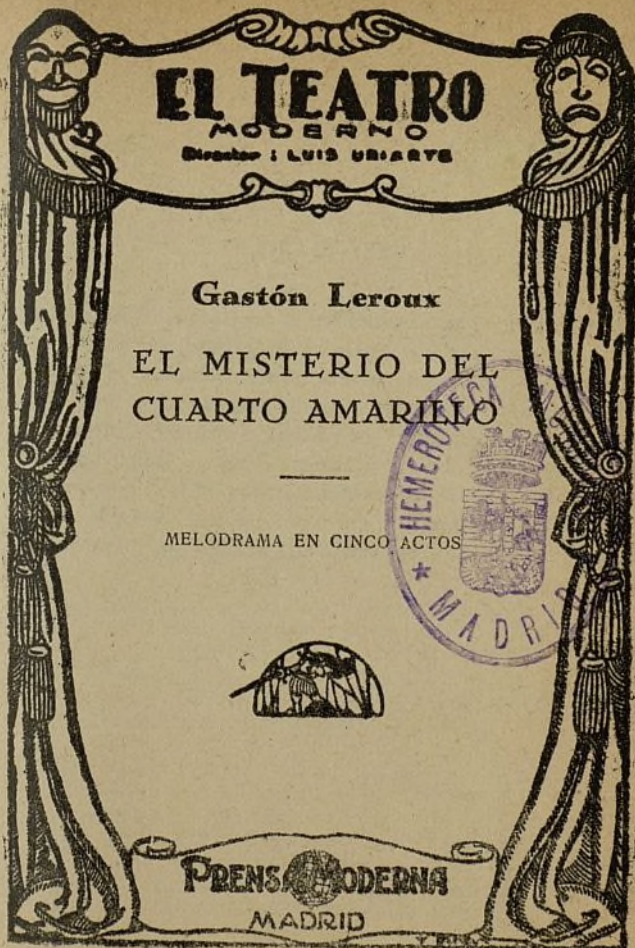 EL TEATRO
MODERNO
Director : LUIS URIARTE
Gastón Leroux
EL MISTERIO DEL
CUARTO AMARILLO
MELODRAMA EN CINCO ACTOS
HEMEROTECA
* MADRID
PRENSA MODERNA
MADRID